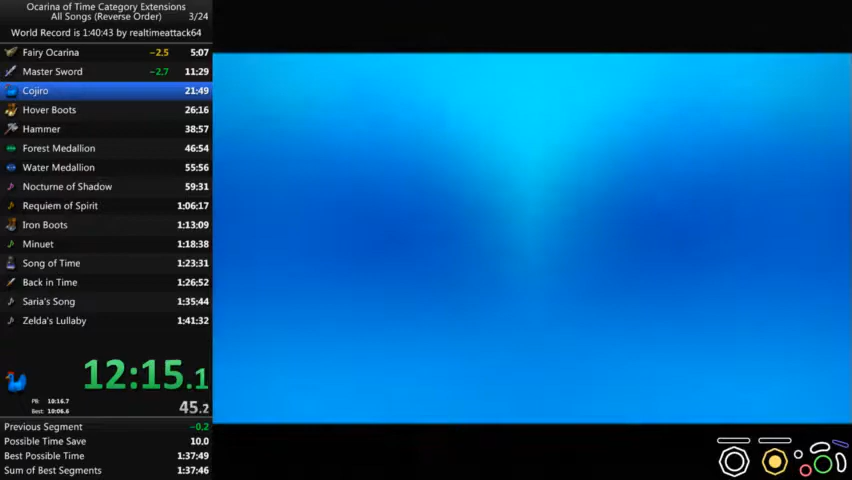 Ocarina of Time Category Extensions
All Songs (Reverse Order) 3/24
World Record is 1:40:43 by realtimeattack64
Fairy Ocarina −2.5 5:07
Master Sword −2.7 11:29
Cojiro 21:49
Hover Boots 26:16
Hammer 38:57
Forest Medallion 46:54
Water Medallion 55:56
Nocturne of Shadow 59:31
Requiem of Spirit 1:06:17
Iron Boots 1:13:09
Minuet 1:18:38
Song of Time 1:23:31
Back in Time 1:26:52
Saria's Song 1:35:44
Zelda's Lullaby 1:41:32
12:15.1
PB: 10:16.7
Best: 10:06.6
45.2
Previous Segment −0.2
Possible Time Save 10.0
Best Possible Time 1:37:49
Sum of Best Segments 1:37:46